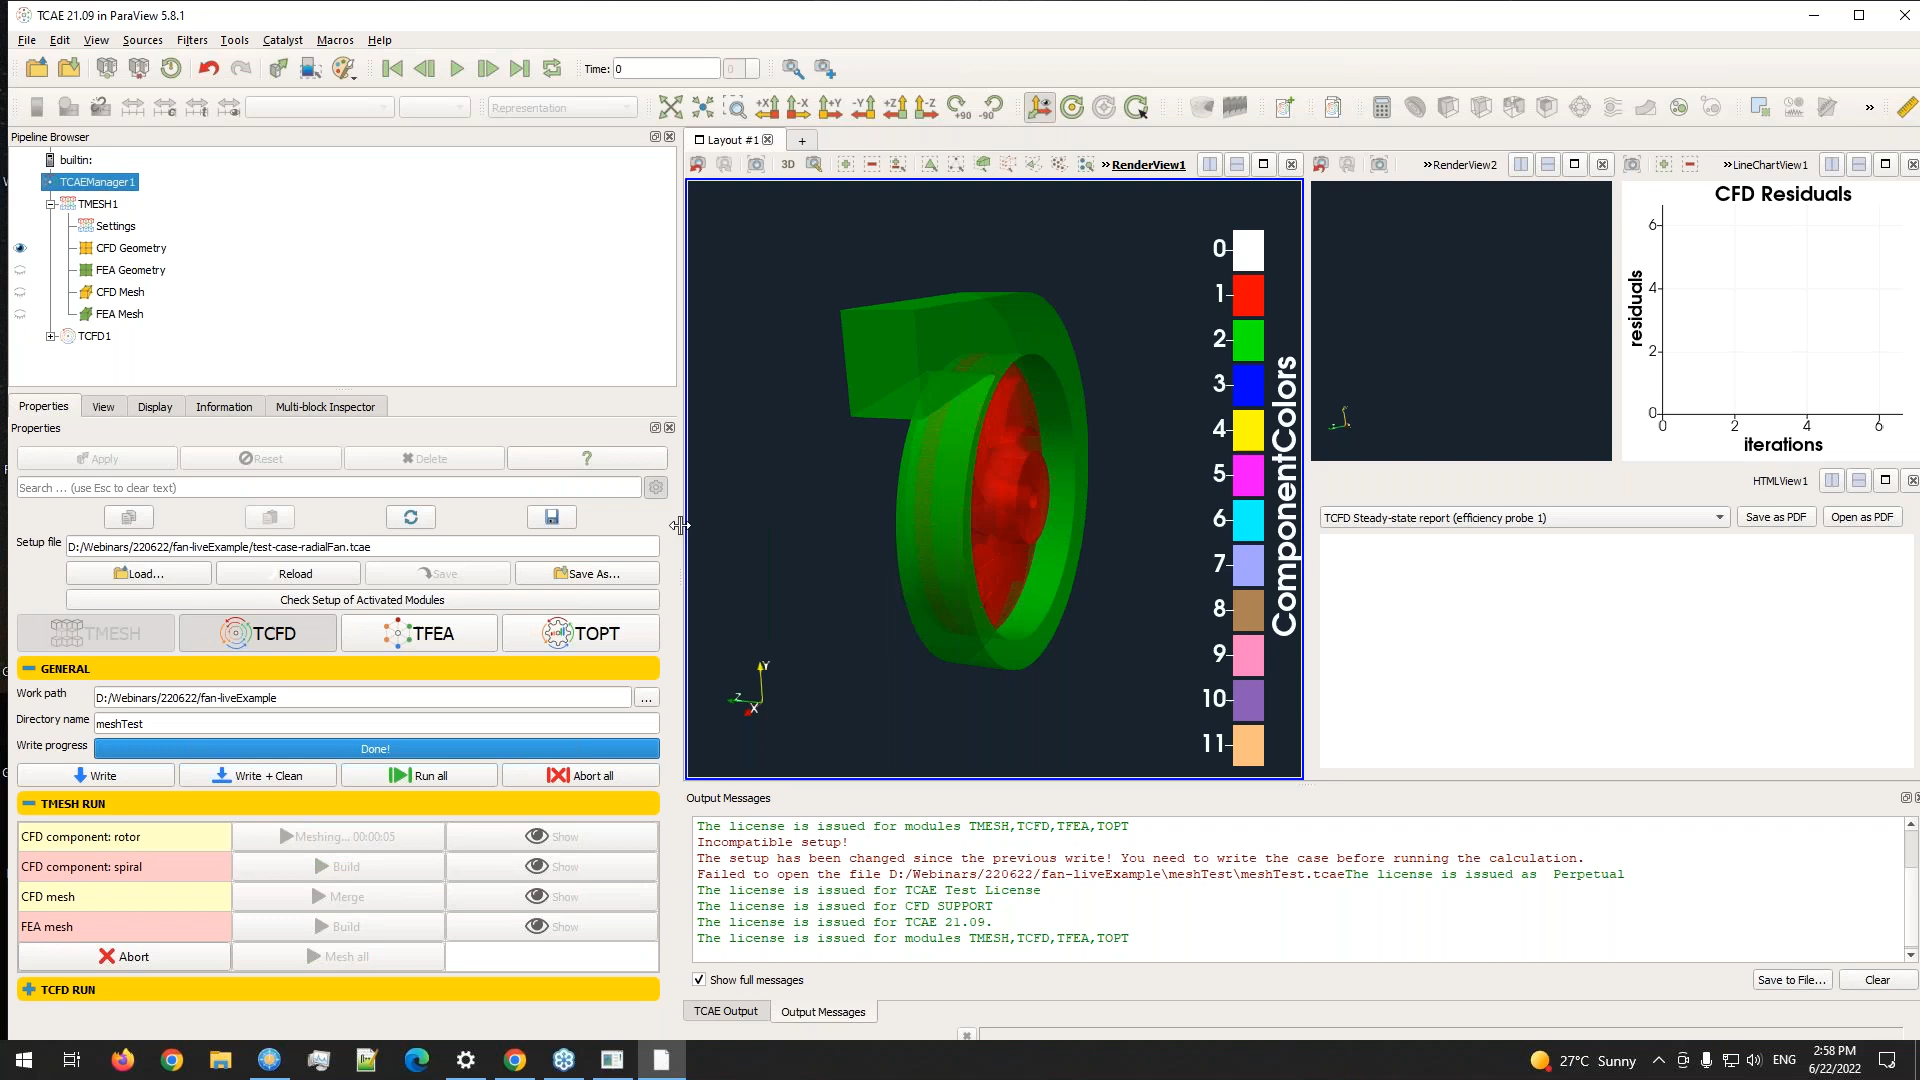 TCAE 21.09 in ParaView 5.8.1
File Edit View Sources Filters Tools Catalyst Macros Help
Time: 0 0
Representation
+X -X +Y -Y +Z -Z +90 -90
Pipeline Browser
builtin:
TCAEManager1
TMESH1
Settings
CFD Geometry
FEA Geometry
CFD Mesh
FEA Mesh
TCFD1
Properties View Display Information Multi-block Inspector
Properties
Apply Reset Delete ?
Search ... (use Esc to clear text)
Setup file D:/Webinars/220622/fan-liveExample/test-case-radialFan.tcae
Load... Reload Save Save As...
Check Setup of Activated Modules
TMESH TCFD TFEA TOPT
GENERAL
Work path D:/Webinars/220622/fan-liveExample ...
Directory name meshTest
Write progress Done!
Write Write + Clean Run all Abort all
TMESH RUN
CFD component: rotor Meshing... 00:00:05 Show
CFD component: spiral Build Show
CFD mesh Merge Show
FEA mesh Build Show
Abort Mesh all
TCFD RUN
Layout #1 +
3D » RenderView1
0
1
2
3
4
5
6
7
8
9
10
11
ComponentColors
Y
Z
X
» RenderView2
» LineChartView1
CFD Residuals
6
4
2
0
residuals
0 2 4 6
iterations
HTMLView1
TCFD Steady-state report (efficiency probe 1) Save as PDF Open as PDF
Output Messages
The license is issued for modules TMESH,TCFD,TFEA,TOPT
Incompatible setup!
The setup has been changed since the previous write! You need to write the case before running the calculation.
Failed to open the file D:/Webinars/220622/fan-liveExample\meshTest\meshTest.tcaeThe license is issued as  Perpetual
The license is issued for TCAE Test License
The license is issued for CFD SUPPORT
The license is issued for TCAE 21.09.
The license is issued for modules TMESH,TCFD,TFEA,TOPT
Show full messages Save to File... Clear
TCAE Output Output Messages
27°C Sunny ENG 2:58 PM
6/22/2022